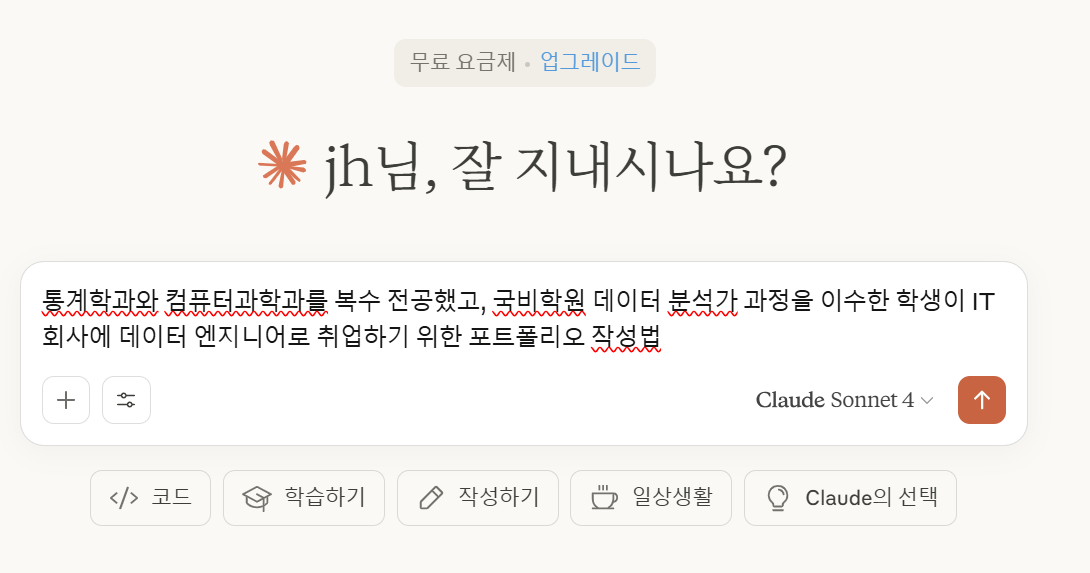 무료 요금제 • 업그레이드
jh님, 잘 지내시나요?
통계학과와 컴퓨터과학과를 복수 전공했고, 국비학원 데이터 분석가 과정을 이수한 학생이 IT
회사에 데이터 엔지니어로 취업하기 위한 포트폴리오 작성법
Claude Sonnet 4
</> 코드 학습하기 작성하기 일상생활 Claude의 선택